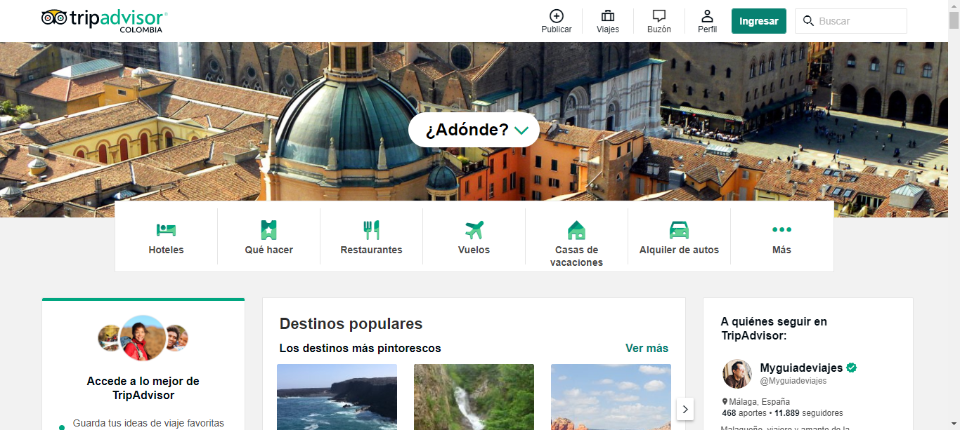 tripadvisor®
COLOMBIA
Publicar
Viajes
Buzón
Perfil
Ingresar
Buscar
¿Adónde?
Hoteles
Qué hacer
Restaurantes
Vuelos
Casas de
vacaciones
Alquiler de autos
Más
Accede a lo mejor de
TripAdvisor
Guarda tus ideas de viaje favoritas
Destinos populares
Los destinos más pintorescos
Ver más
A quiénes seguir en
TripAdvisor:
Myguiadeviajes
@Myguiadeviajes
Málaga, España
468 aportes • 11.889 seguidores
Malagueño, viajero y amante de la